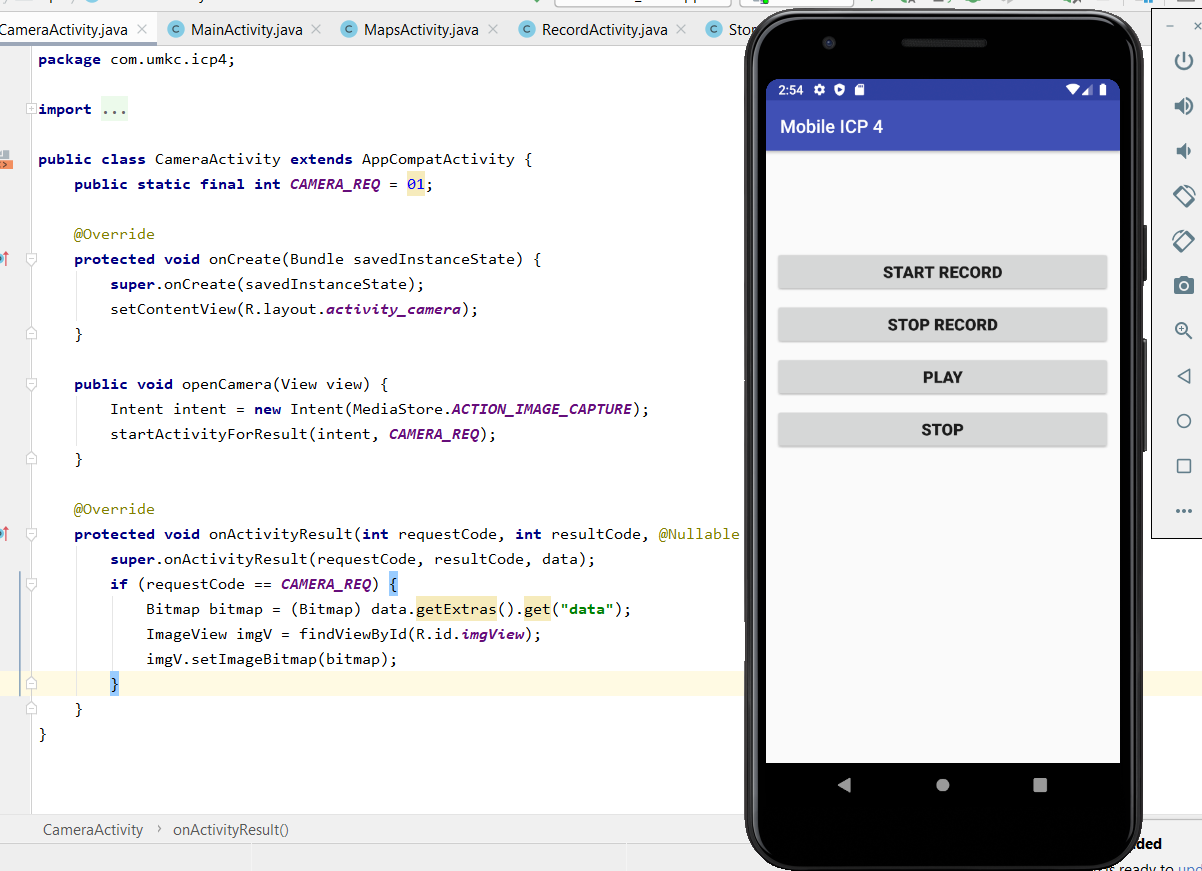 CameraActivity.java MainActivity.java MapsActivity.java RecordActivity.java
package com.umkc.icp4;
import ...
public class CameraActivity extends AppCompatActivity {
public static final int CAMERA_REQ = 01;
@Override
protected void onCreate(Bundle savedInstanceState) {
super.onCreate(savedInstanceState);
setContentView(R.layout.activity_camera);
}
public void openCamera(View view) {
Intent intent = new Intent(MediaStore.ACTION_IMAGE_CAPTURE);
startActivityForResult(intent, CAMERA_REQ);
}
@Override
protected void onActivityResult(int requestCode, int resultCode, @Nullable
super.onActivityResult(requestCode, resultCode, data);
if (requestCode == CAMERA_REQ) {
Bitmap bitmap = (Bitmap) data.getExtras().get("data");
ImageView imgV = findViewById(R.id.imgView);
imgV.setImageBitmap(bitmap);
}
}
}
CameraActivity › onActivityResult()
2:54
Mobile ICP 4
START RECORD
STOP RECORD
PLAY
STOP
ready to